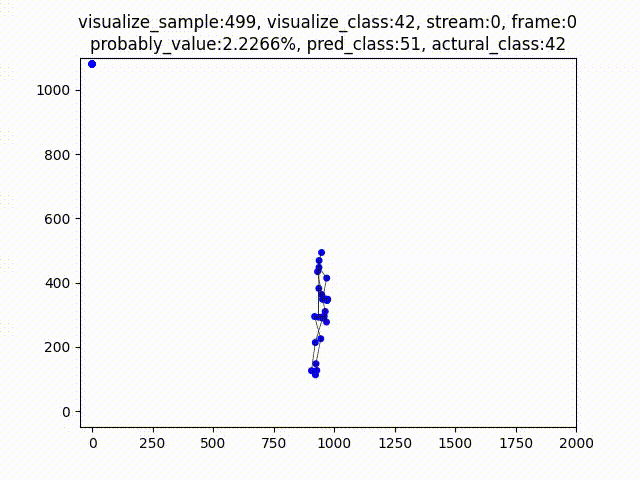 visualize_sample:499, visualize_class:42, stream:0, frame:0
probably_value:2.2266%, pred_class:51, actural_class:42
1000
800
600
400
200
0
0 250 500 750 1000 1250 1500 1750 2000